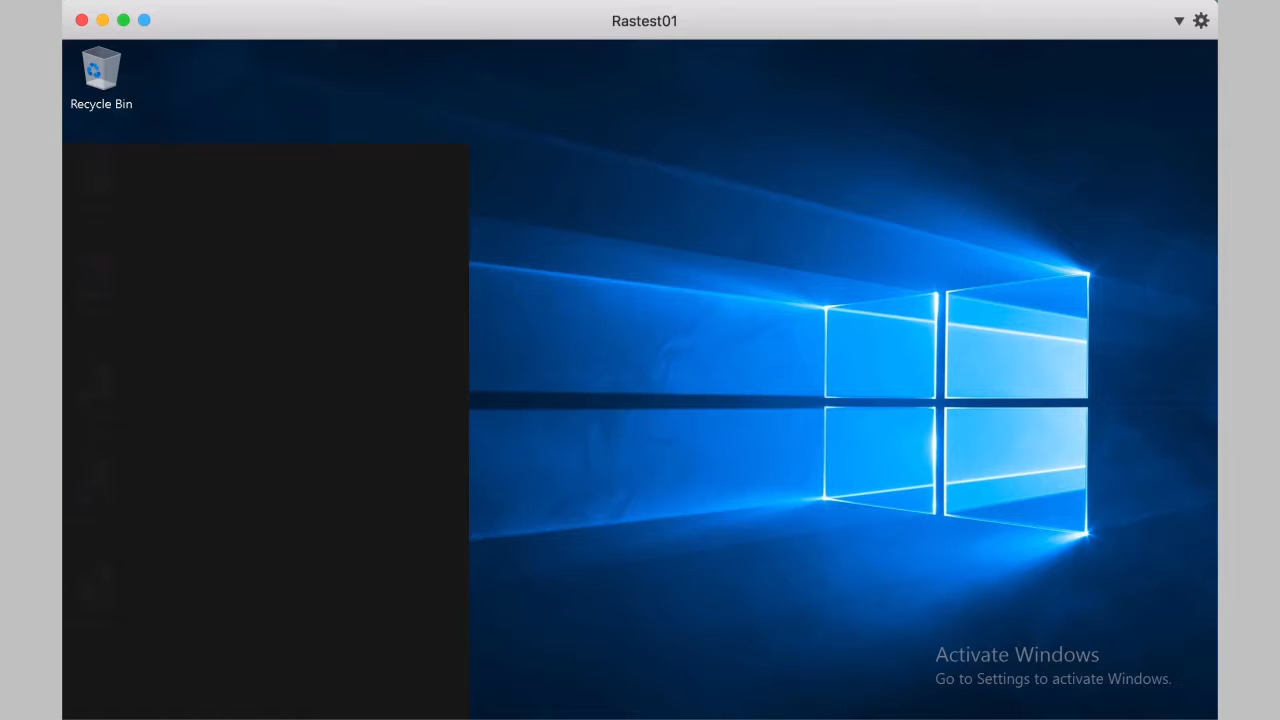 Rastest01
Recycle Bin
Activate Windows
Go to Settings to activate Windows.